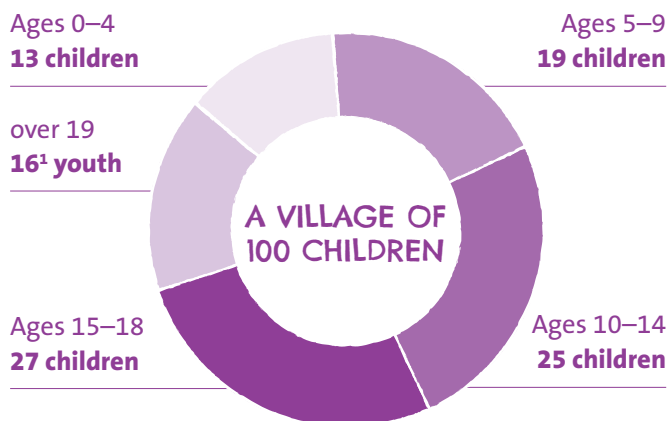 Ages 0–4
13 children
Ages 5–9
19 children
over 19
16¹ youth
A VILLAGE OF
100 CHILDREN
Ages 15–18
27 children
Ages 10–14
25 children